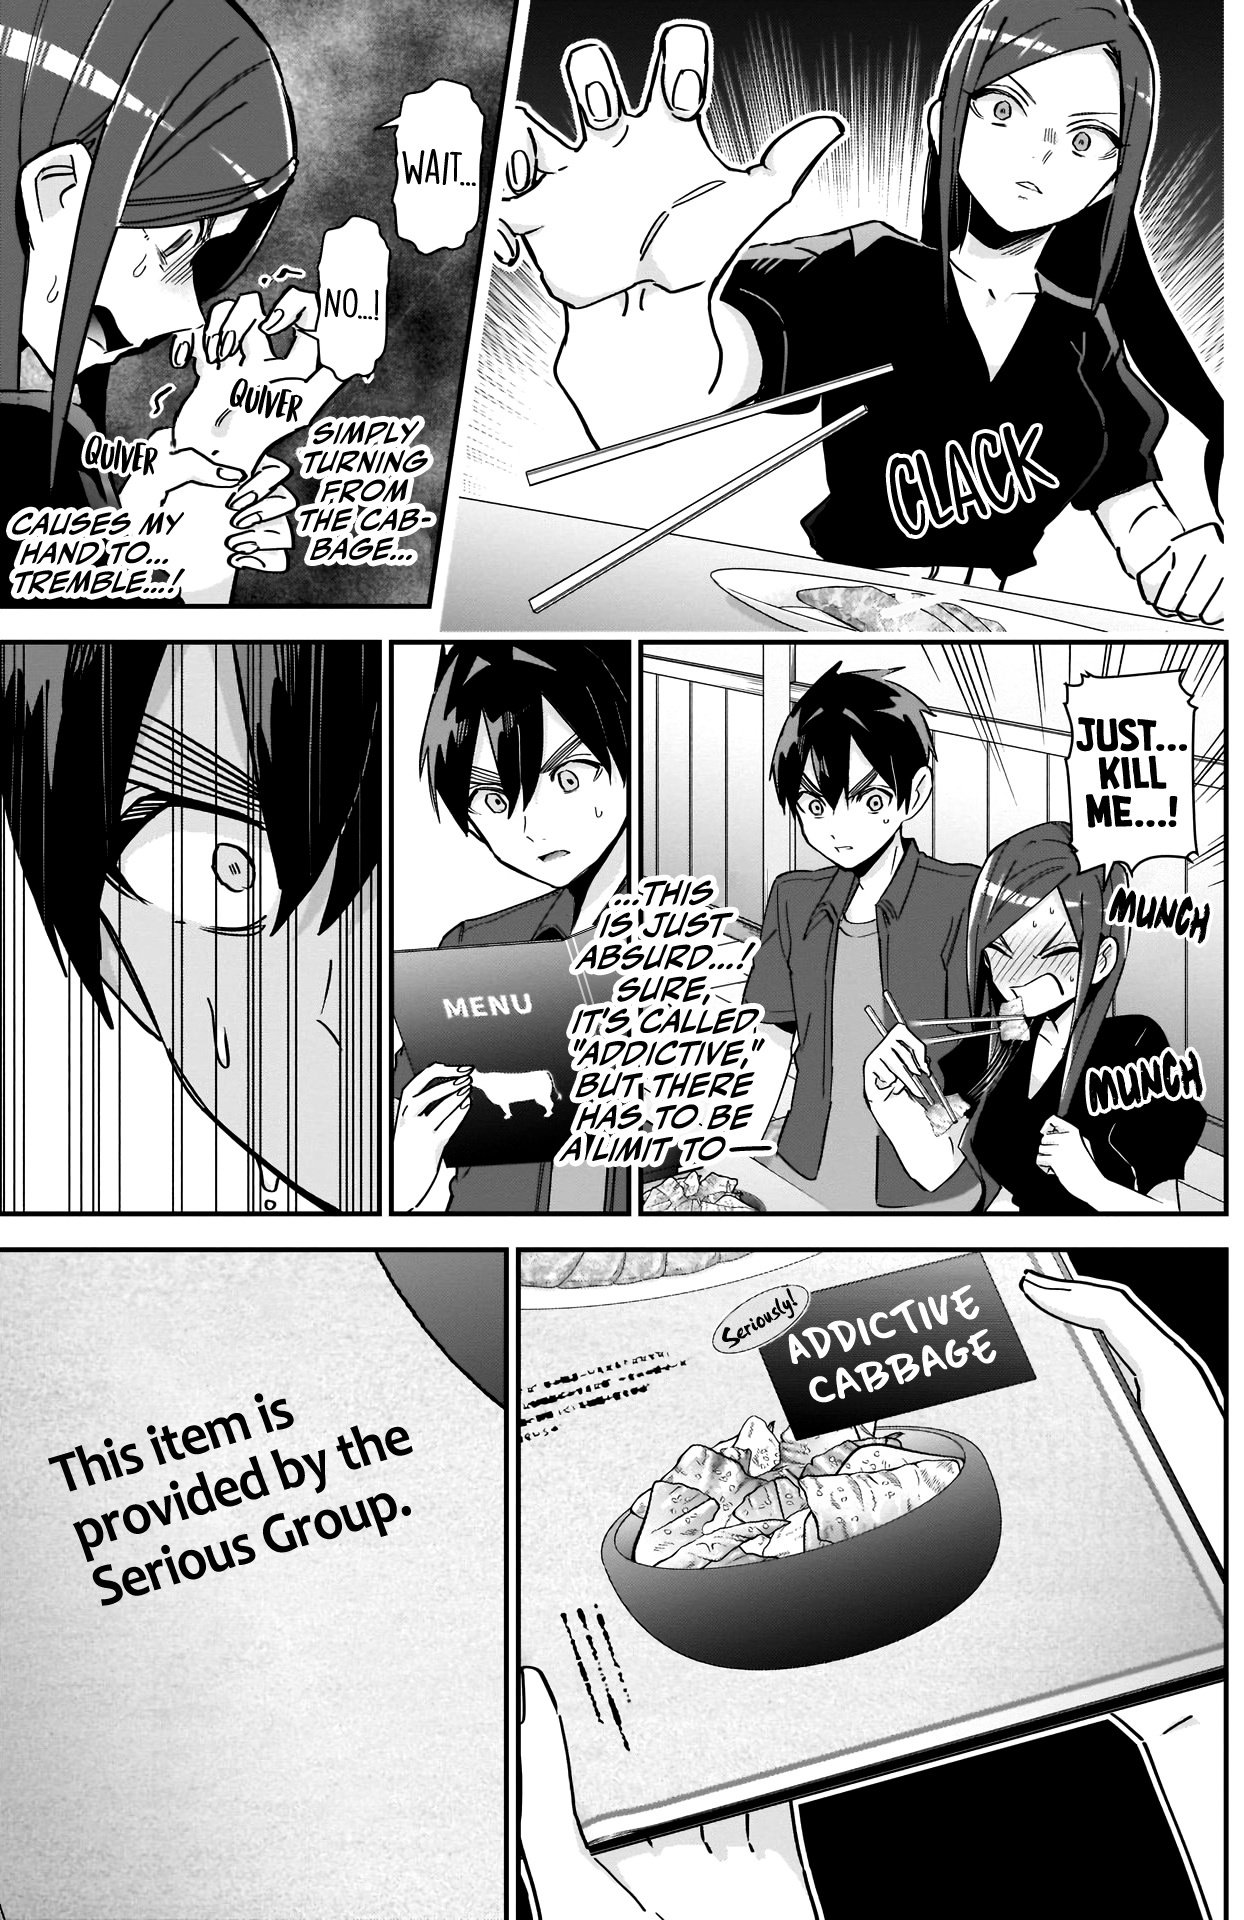 CLACK
WAIT...
NO...!
SIMPLY
TURNING
FROM
THE CAB-
BAGE...
QUIVER
QUIVER
CAUSES MY
HAND TO...
TREMBLE...!
JUST...
KILL
ME...!
MUNCH
MUNCH
...THIS
IS JUST
ABSURD...!
SURE,
IT'S CALLED
"ADDICTIVE,"
BUT THERE
HAS TO BE
A LIMIT TO—
MENU
Seriously!
ADDICTIVE
CABBAGE
This item is
provided by the
Serious Group.